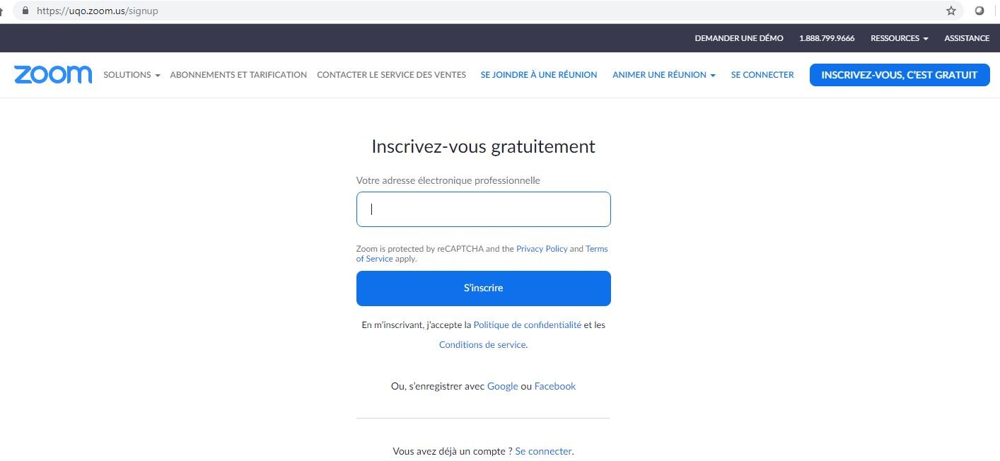 https://uqo.zoom.us/signup
DEMANDER UNE DÉMO 1.888.799.9666 RESSOURCES ASSISTANCE
zoom SOLUTIONS ABONNEMENTS ET TARIFICATION CONTACTER LE SERVICE DES VENTES SE JOINDRE À UNE RÉUNION ANIMER UNE RÉUNION SE CONNECTER INSCRIVEZ-VOUS, C'EST GRATUIT
Inscrivez-vous gratuitement
Votre adresse électronique professionnelle
Zoom is protected by reCAPTCHA and the Privacy Policy and Terms
of Service apply.
S'inscrire
En m'inscrivant, j'accepte la Politique de confidentialité et les
Conditions de service.
Ou, s'enregistrer avec Google ou Facebook
Vous avez déjà un compte ? Se connecter.